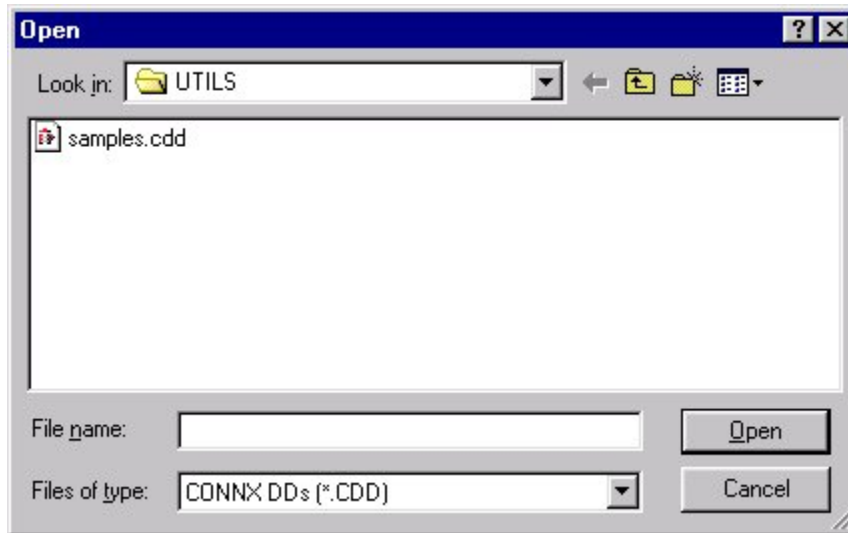 Open
Look in: UTILS
samples.cdd
File name: Open
Files of type: CONNX DDs (*.CDD) Cancel